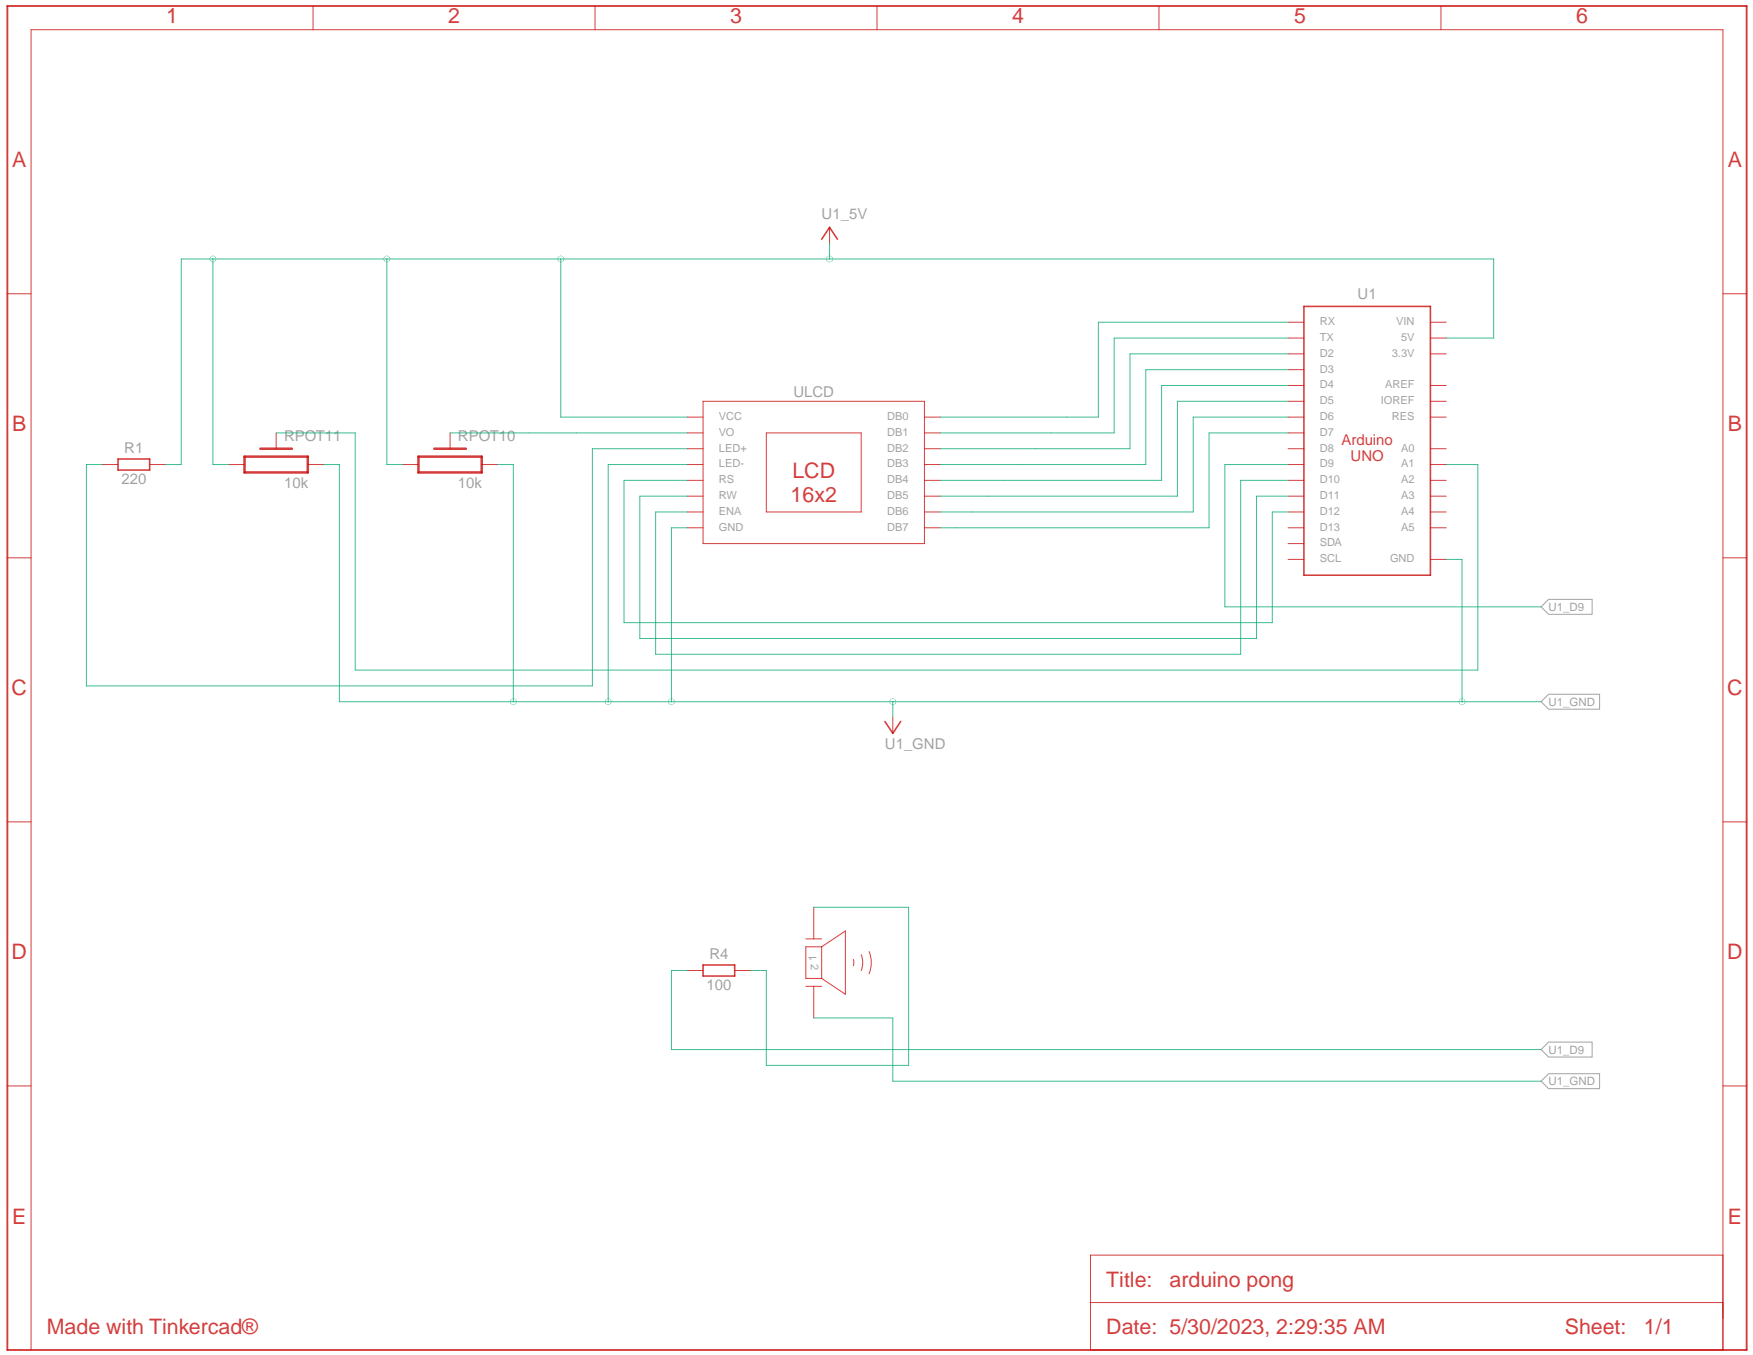 1 2 3 4 5 6
A A
U1_5V
U1
B B
R1
220
RPOT11
10k
RPOT10
10k
ULCD
VCC DB0
VO DB1
LED+ DB2
LED- DB3
RS DB4
RW DB5
ENA DB6
GND DB7
LCD
16x2
RX VIN
TX 5V
D2 3.3V
D3
D4 AREF
D5 IOREF
D6 RES
D7
D8 A0
D9 A1
D10 A2
D11 A3
D12 A4
D13 A5
SDA
SCL GND
Arduino
UNO
U1_D9
C C
U1_GND
U1_GND
D D
R4
100
1 2
U1_D9
U1_GND
E E
Title: arduino pong
Made with Tinkercad®
Date: 5/30/2023, 2:29:35 AM Sheet: 1/1